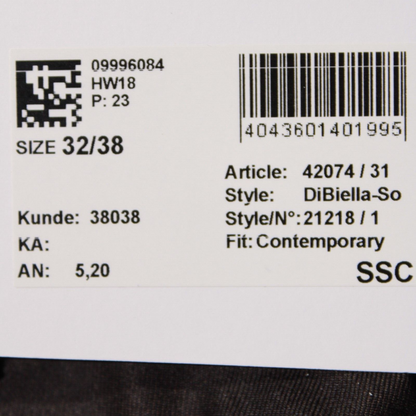 09996084
HW18
P: 23
4043601401995
SIZE 32/38
Article: 42074 / 31
Style: DiBiella-So
Kunde: 38038
Style/N°: 21218 / 1
KA:
Fit: Contemporary
AN: 5,20
SSC